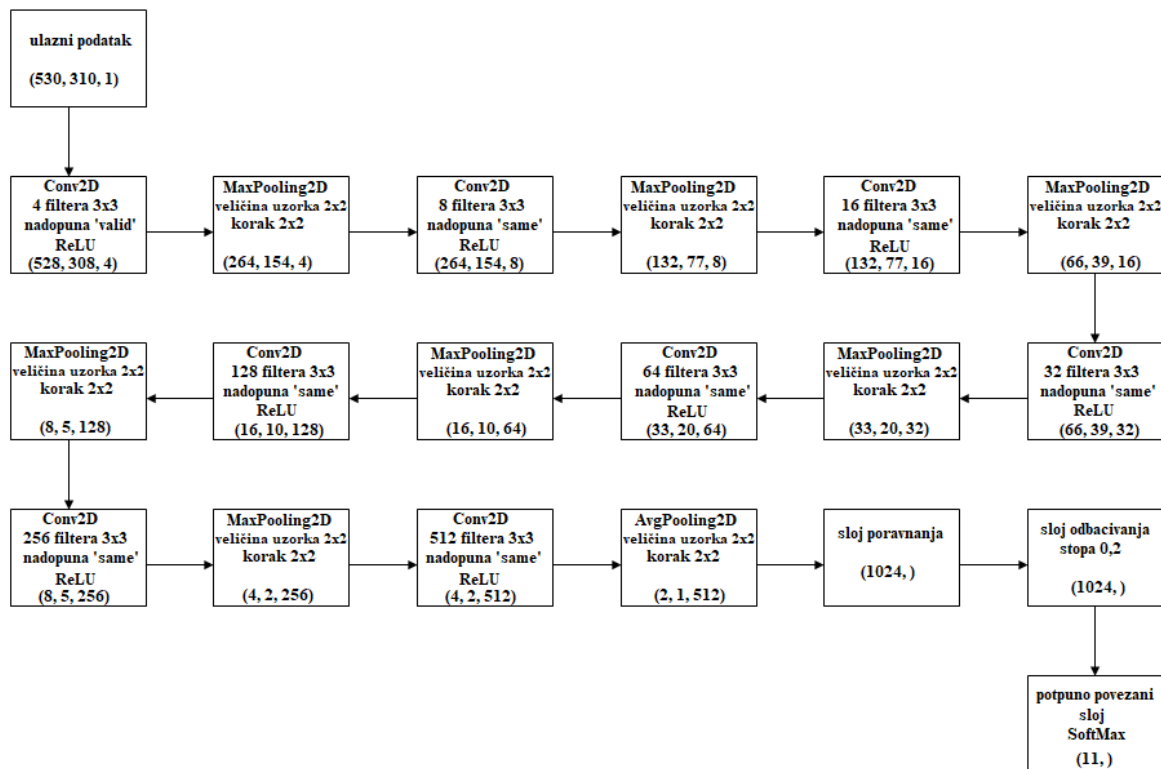 ulazni podatak
(530, 310, 1)
Conv2D
4 filtera 3x3
nadopuna 'valid'
ReLU
(528, 308, 4)
MaxPooling2D
veličina uzorka 2x2
korak 2x2
(264, 154, 4)
Conv2D
8 filtera 3x3
nadopuna 'same'
ReLU
(264, 154, 8)
MaxPooling2D
veličina uzorka 2x2
korak 2x2
(132, 77, 8)
Conv2D
16 filtera 3x3
nadopuna 'same'
ReLU
(132, 77, 16)
MaxPooling2D
veličina uzorka 2x2
korak 2x2
(66, 39, 16)
Conv2D
32 filtera 3x3
nadopuna 'same'
ReLU
(66, 39, 32)
MaxPooling2D
veličina uzorka 2x2
korak 2x2
(33, 20, 32)
Conv2D
64 filtera 3x3
nadopuna 'same'
ReLU
(33, 20, 64)
MaxPooling2D
veličina uzorka 2x2
korak 2x2
(16, 10, 64)
Conv2D
128 filtera 3x3
nadopuna 'same'
ReLU
(16, 10, 128)
MaxPooling2D
veličina uzorka 2x2
korak 2x2
(8, 5, 128)
Conv2D
256 filtera 3x3
nadopuna 'same'
ReLU
(8, 5, 256)
MaxPooling2D
veličina uzorka 2x2
korak 2x2
(4, 2, 256)
Conv2D
512 filtera 3x3
nadopuna 'same'
ReLU
(4, 2, 512)
AvgPooling2D
veličina uzorka 2x2
korak 2x2
(2, 1, 512)
sloj poravnanja
(1024, )
sloj odbacivanja
stopa 0,2
(1024, )
potpuno povezani
sloj
SoftMax
(11, )